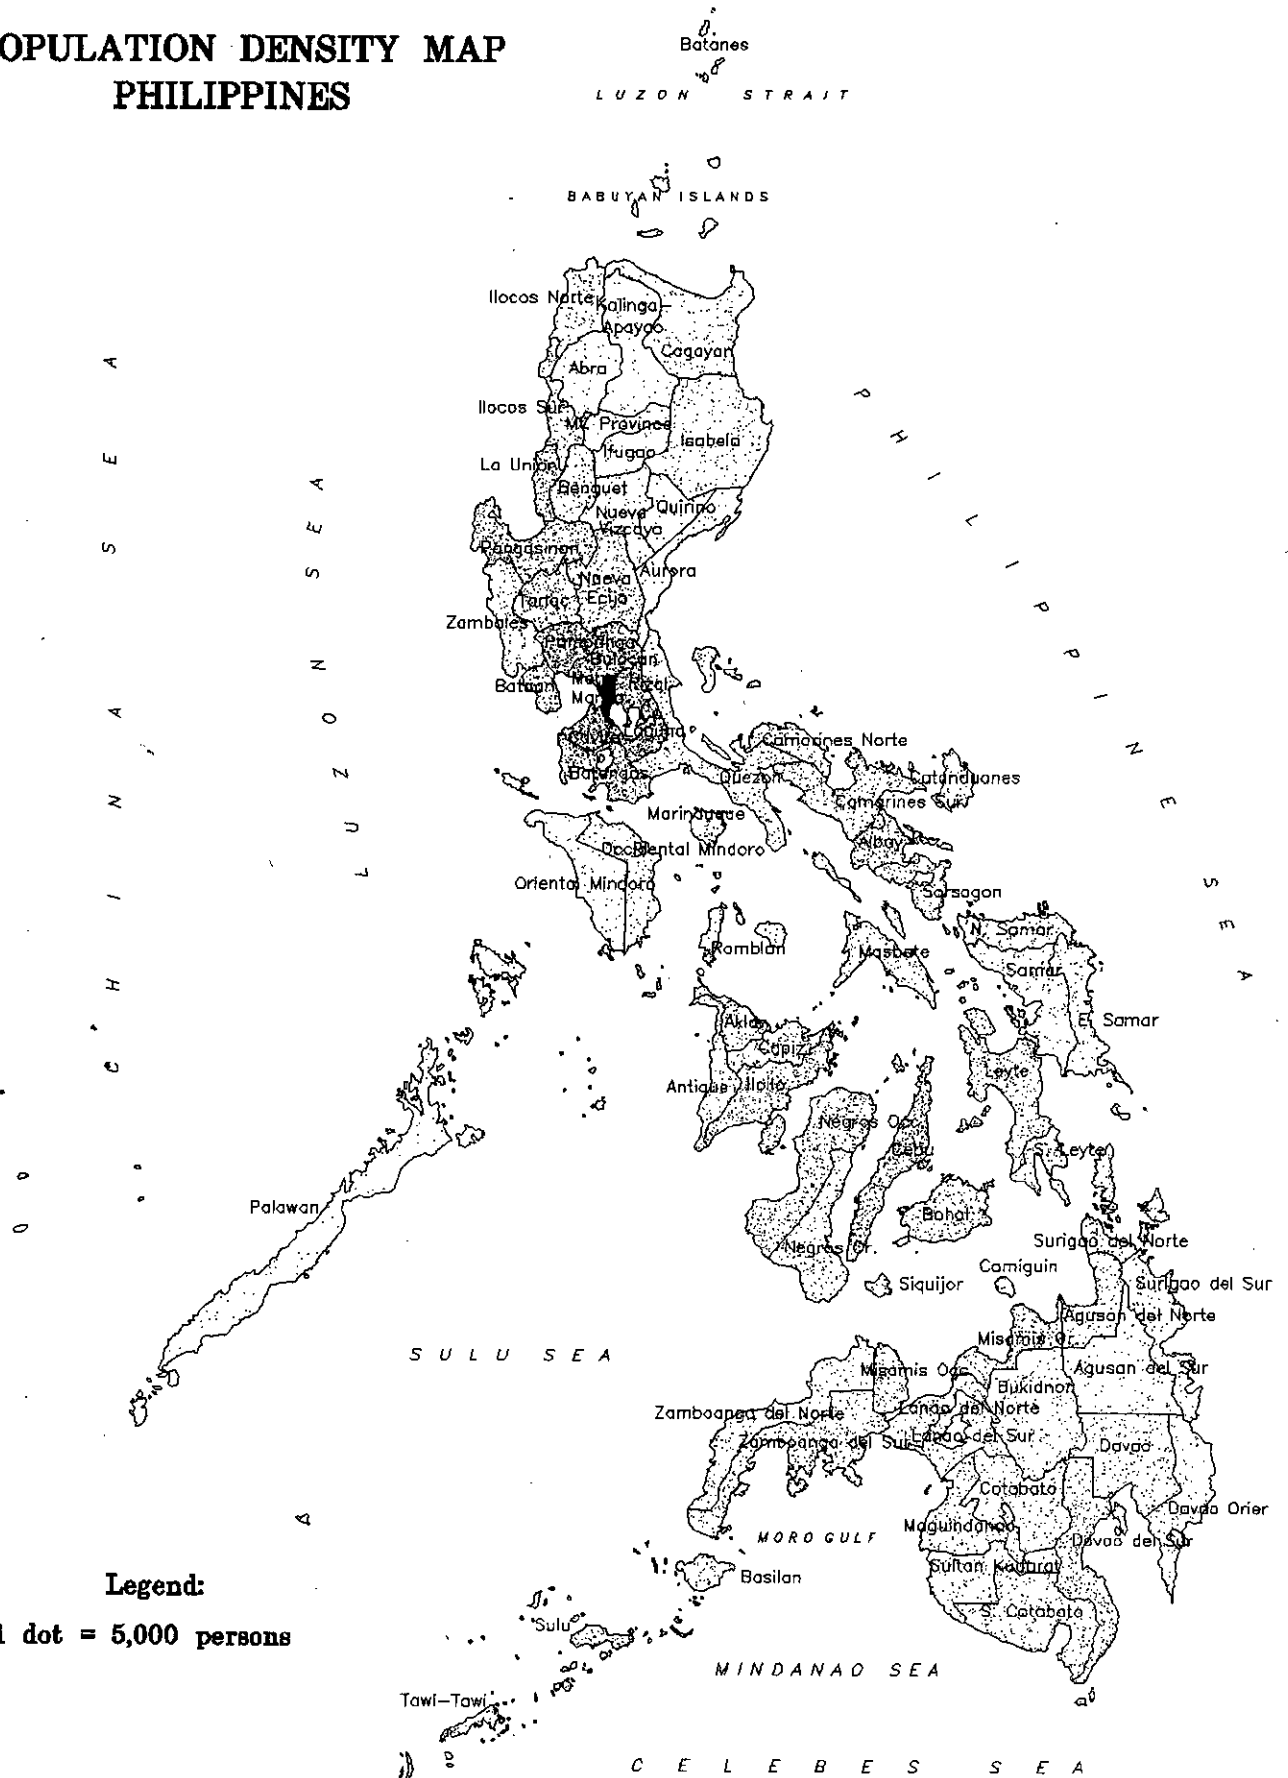 OPULATION DENSITY MAP
PHILIPPINES
Batanes
LUZON STRAIT
BABUYAN ISLANDS
Ilocos Norte
Kalinga-
Apayao
Cagayan
Abra
Ilocos Sur
Mt. Province
Isabela
Ifugao
La Union
Benguet
Quirino
Nueva
Vizcaya
Pangasinan
Aurora
Nueva
Ecija
Tarlac
Zambales
Pampanga
Bulacan
Metro
Manila
Rizal
Bataan
Laguna
Cavite
Batangas
Quezon
Camarines Norte
Catanduanes
Camarines Sur
Marinduque
Albay
Occidental Mindoro
Oriental Mindoro
Sorsogon
Romblan
Masbate
N. Samar
Samar
E. Samar
Aklan
Capiz
Antique
Iloilo
Leyte
Negros Occ.
Cebu
S. Leyte
Palawan
Bohol
Negros Or.
Surigao del Norte
Camiguin
Siquijor
Surigao del Sur
Agusan del Norte
Misamis Or.
Misamis Occ.
Agusan del Sur
Bukidnon
Zamboanga del Norte
Lanao del Norte
Zamboanga del Sur
Lanao del Sur
Davao
Cotabato
Davao Orier
Maguindanao
Davao del Sur
Sultan Kudarat
Basilan
S. Cotabato
Sulu
Tawi-Tawi
CHINA SEA
LUZON SEA
PHILIPPINE SEA
SULU SEA
MORO GULF
MINDANAO SEA
CELEBES SEA
Legend:
1 dot = 5,000 persons